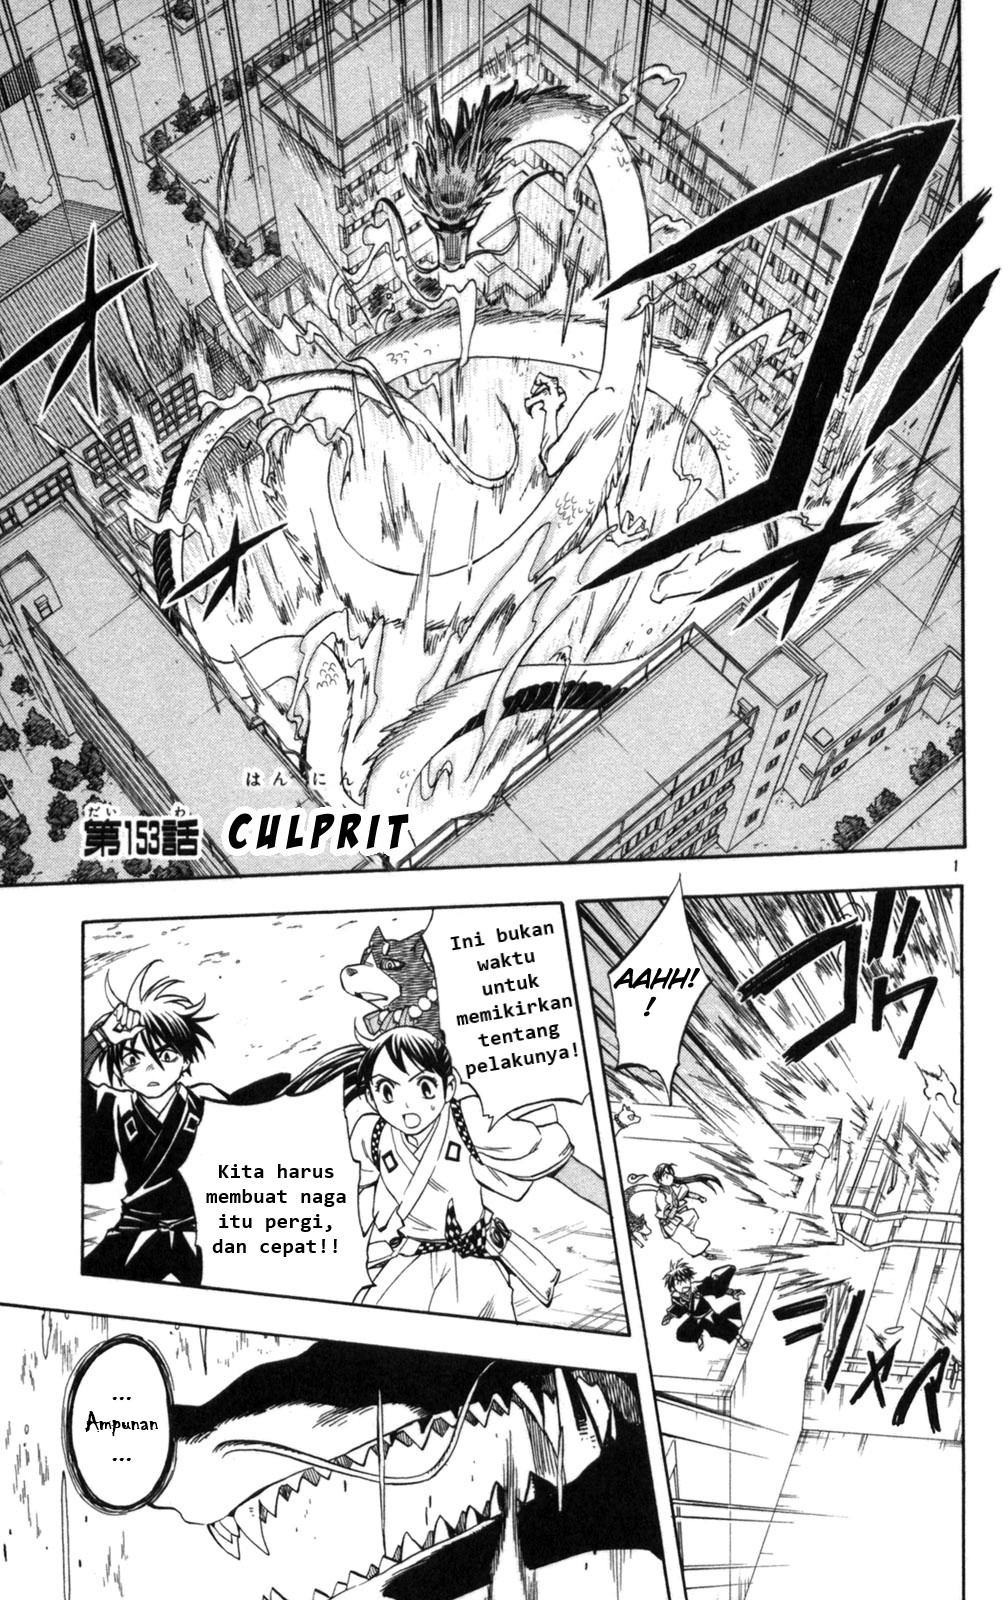 はんにん
だい わ
第153話 CULPRIT
1
AAHH!
!
Ini bukan
waktu
untuk
memikirkan
tentang
pelakunya!
Kita harus
membuat naga
itu pergi,
dan cepat!!
...
Ampunan
...